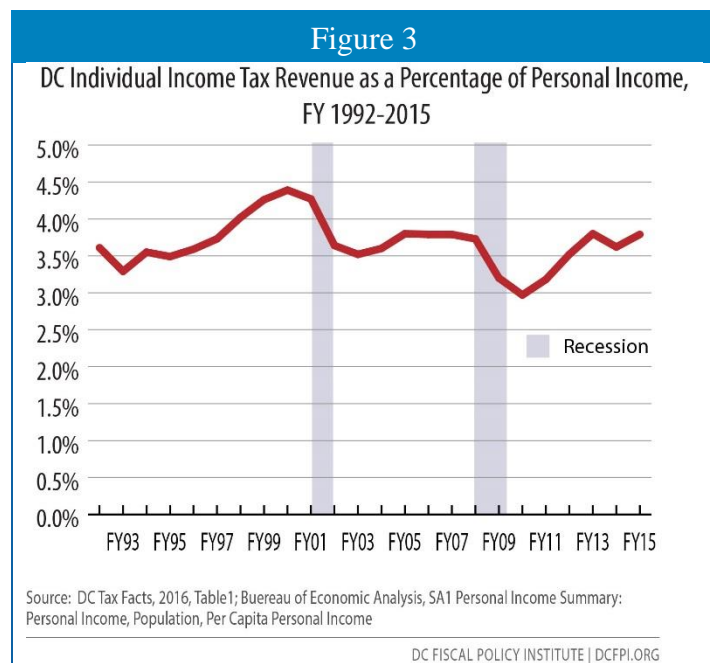 Figure 3
DC Individual Income Tax Revenue as a Percentage of Personal Income,
FY 1992-2015
5.0%
4.5%
4.0%
3.5%
3.0%
2.5%
2.0%
1.5%
1.0%
0.5%
0.0%
Recession
FY93 FY95 FY97 FY99 FY01 FY03 FY05 FY07 FY09 FY11 FY13 FY15
Source: DC Tax Facts, 2016, Table1; Buereau of Economic Analysis, SA1 Personal Income Summary:
Personal Income, Population, Per Capita Personal Income
DC FISCAL POLICY INSTITUTE | DCFPI.ORG